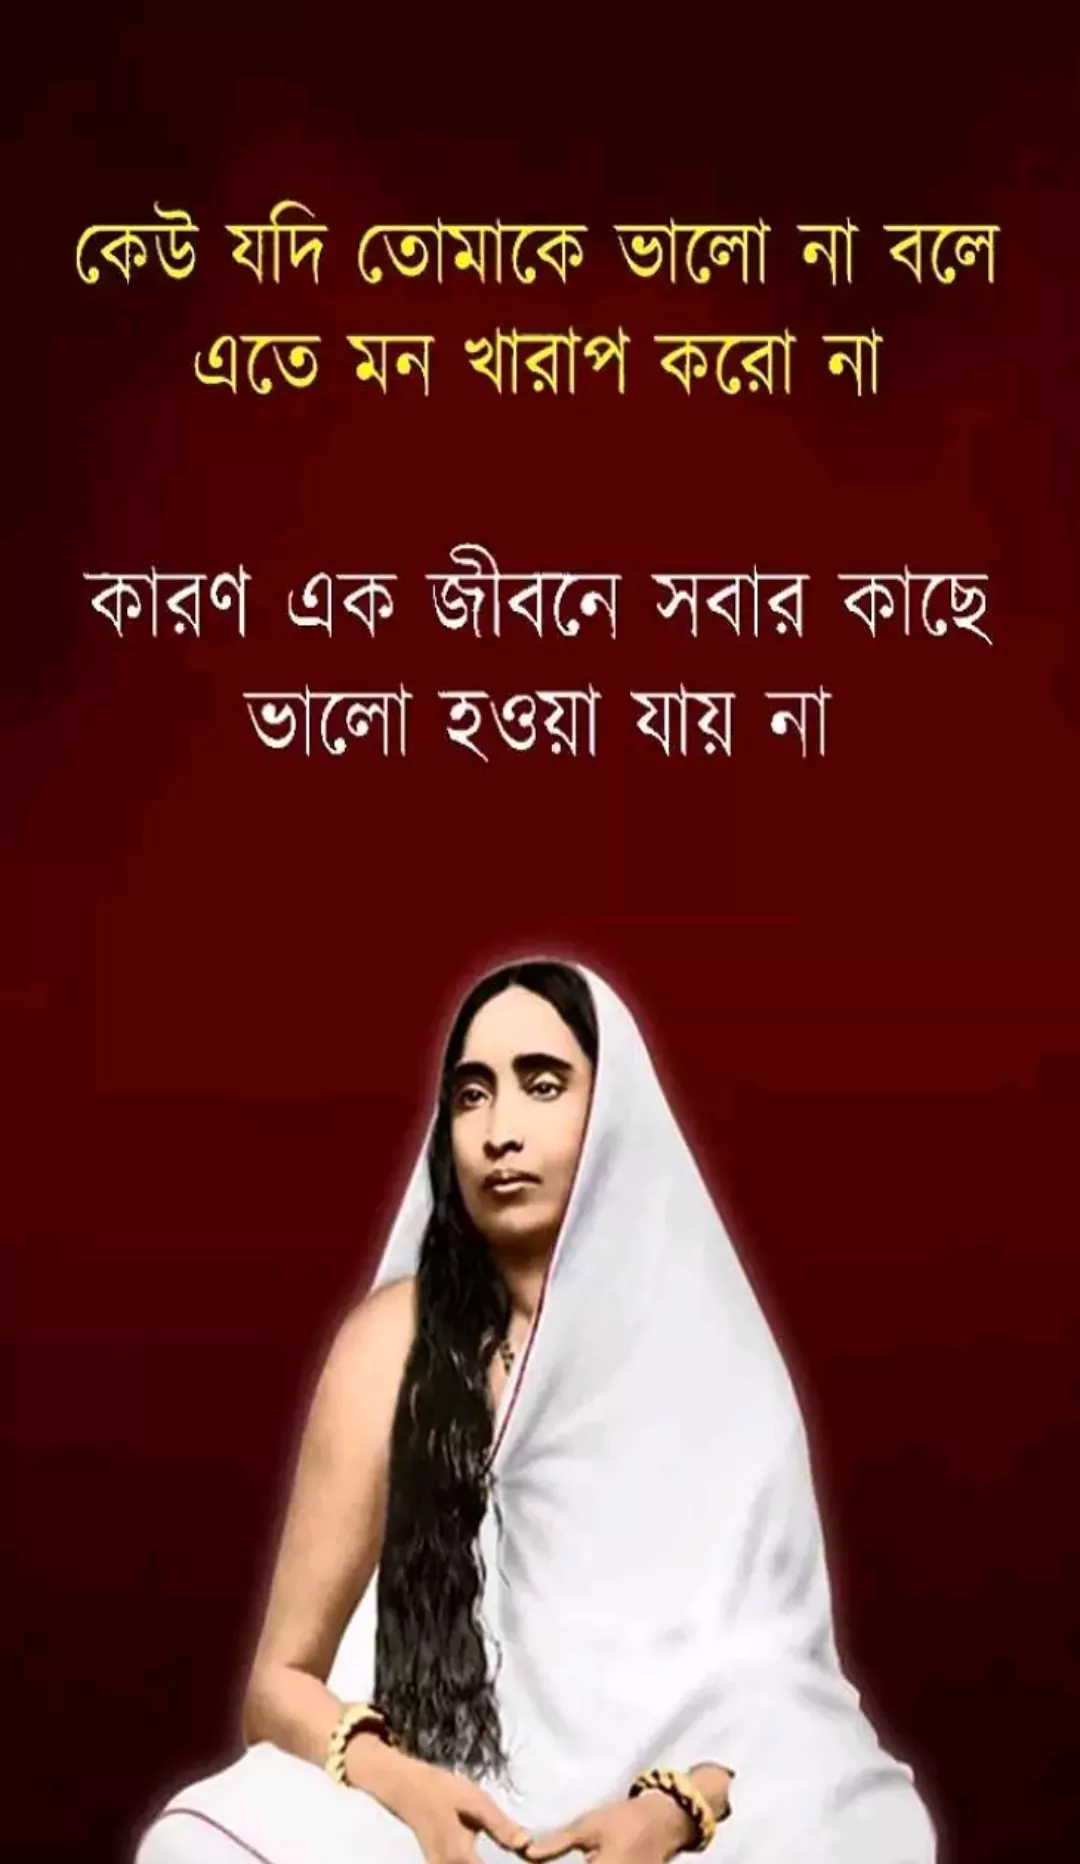 কেউ যদি তোমাকে ভালো না বলে
এতে মন খারাপ করো না
কারণ এক জীবনে সবার কাছে
ভালো হওয়া যায় না